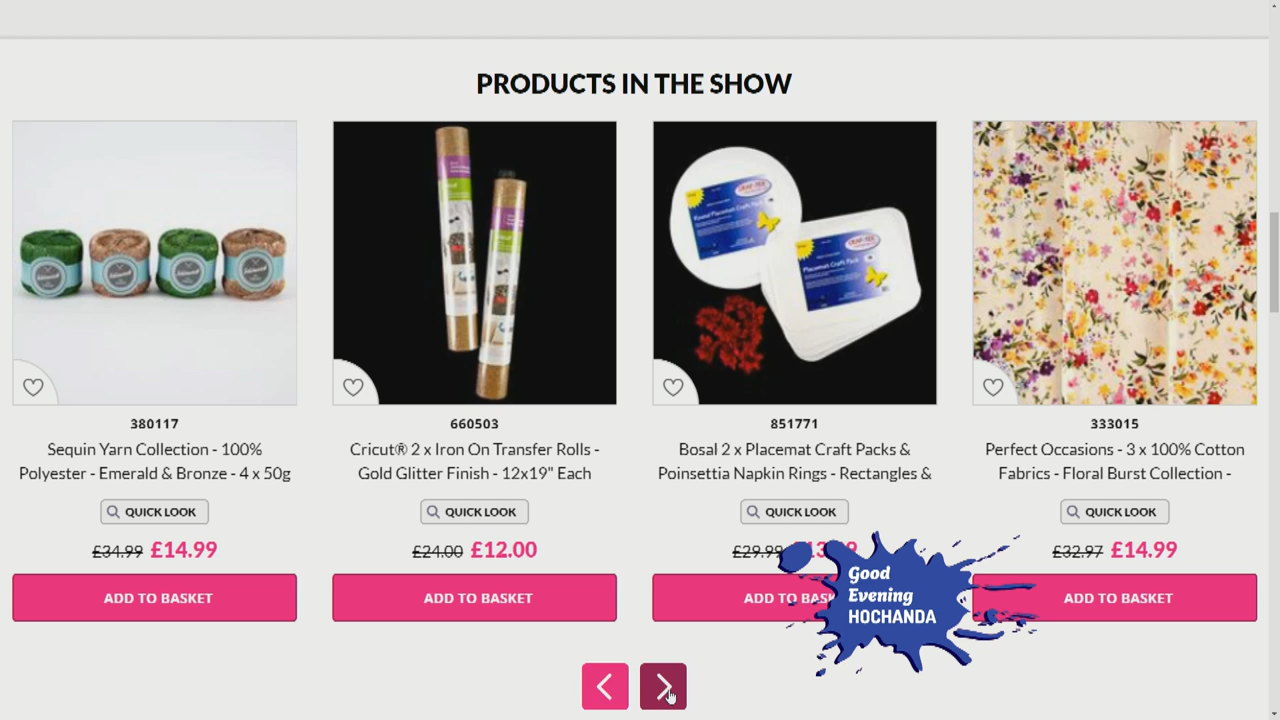 PRODUCTS IN THE SHOW
380117
Sequin Yarn Collection - 100%
Polyester - Emerald & Bronze - 4 x 50g
QUICK LOOK
£34.99 £14.99
ADD TO BASKET
660503
Cricut® 2 x Iron On Transfer Rolls -
Gold Glitter Finish - 12x19" Each
QUICK LOOK
£24.00 £12.00
ADD TO BASKET
Placemat Craft Pack
851771
Bosal 2 x Placemat Craft Packs &
Poinsettia Napkin Rings - Rectangles &
QUICK LOOK
£29.99
ADD TO
333015
Perfect Occasions - 3 x 100% Cotton
Fabrics - Floral Burst Collection -
QUICK LOOK
£32.97 £14.99
ADD TO BASKET
Good
Evening
HOCHANDA